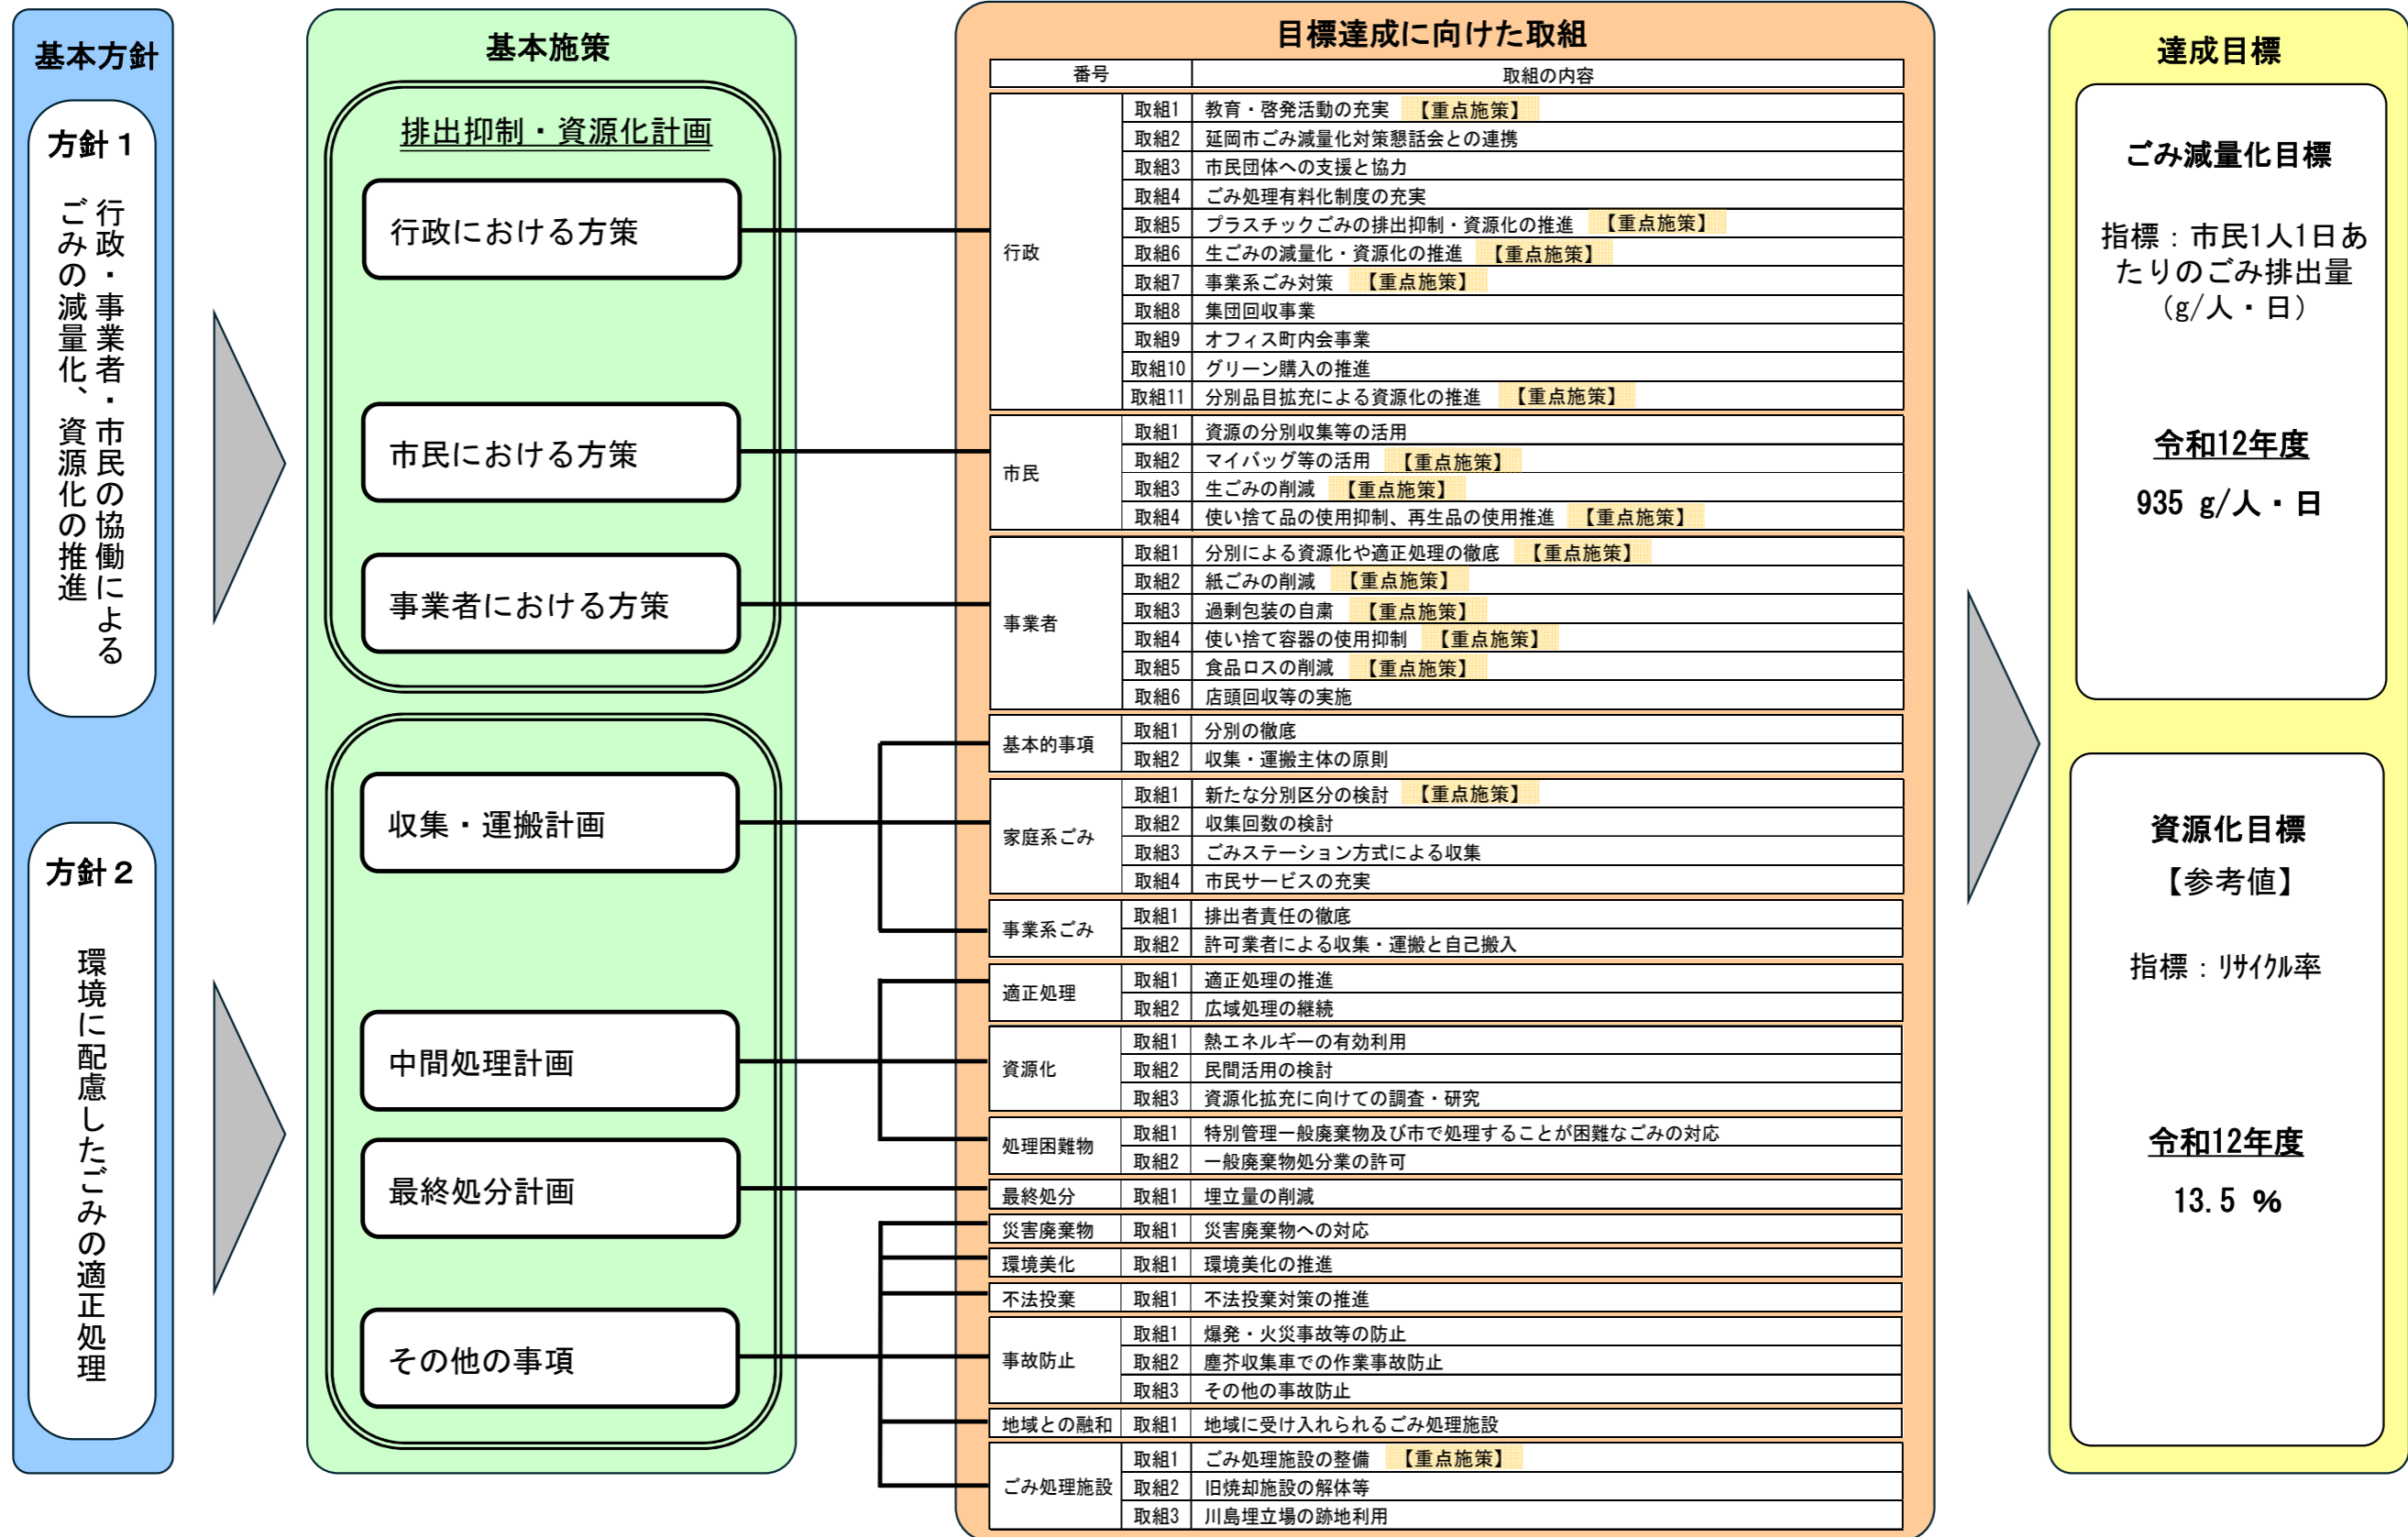 基本方針
方針1
行政・事業者・市民の協働による
ごみの減量化、資源化の推進
方針2
環境に配慮したごみの適正処理
基本施策
排出抑制・資源化計画
行政における方策
市民における方策
事業者における方策
収集・運搬計画
中間処理計画
最終処分計画
その他の事項
目標達成に向けた取組
番号 取組の内容
行政
取組1 教育・啓発活動の充実 【重点施策】
取組2 延岡市ごみ減量化対策懇話会との連携
取組3 市民団体への支援と協力
取組4 ごみ処理有料化制度の充実
取組5 プラスチックごみの排出抑制・資源化の推進 【重点施策】
取組6 生ごみの減量化・資源化の推進 【重点施策】
取組7 事業系ごみ対策 【重点施策】
取組8 集団回収事業
取組9 オフィス町内会事業
取組10 グリーン購入の推進
取組11 分別品目拡充による資源化の推進 【重点施策】
市民
取組1 資源の分別収集等の活用
取組2 マイバッグ等の活用 【重点施策】
取組3 生ごみの削減 【重点施策】
取組4 使い捨て品の使用抑制、再生品の使用推進 【重点施策】
事業者
取組1 分別による資源化や適正処理の徹底 【重点施策】
取組2 紙ごみの削減 【重点施策】
取組3 過剰包装の自粛 【重点施策】
取組4 使い捨て容器の使用抑制 【重点施策】
取組5 食品ロスの削減 【重点施策】
取組6 店頭回収等の実施
基本的事項
取組1 分別の徹底
取組2 収集・運搬主体の原則
家庭系ごみ
取組1 新たな分別区分の検討 【重点施策】
取組2 収集回数の検討
取組3 ごみステーション方式による収集
取組4 市民サービスの充実
事業系ごみ
取組1 排出者責任の徹底
取組2 許可業者による収集・運搬と自己搬入
適正処理
取組1 適正処理の推進
取組2 広域処理の継続
資源化
取組1 熱エネルギーの有効利用
取組2 民間活用の検討
取組3 資源化拡充に向けての調査・研究
処理困難物
取組1 特別管理一般廃棄物及び市で処理することが困難なごみの対応
取組2 一般廃棄物処分業の許可
最終処分 取組1 埋立量の削減
災害廃棄物 取組1 災害廃棄物への対応
環境美化 取組1 環境美化の推進
不法投棄 取組1 不法投棄対策の推進
事故防止
取組1 爆発・火災事故等の防止
取組2 塵芥収集車での作業事故防止
取組3 その他の事故防止
地域との融和 取組1 地域に受け入れられるごみ処理施設
ごみ処理施設
取組1 ごみ処理施設の整備 【重点施策】
取組2 旧焼却施設の解体等
取組3 川島埋立場の跡地利用
達成目標
ごみ減量化目標
指標：市民1人1日あ
たりのごみ排出量
(g/人・日)
令和12年度
935 g/人・日
資源化目標
【参考値】
指標：ﾘｻｲｸﾙ率
令和12年度
13.5 %